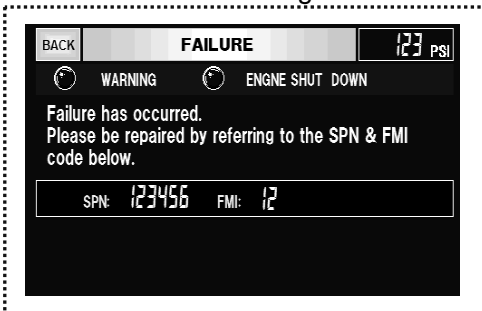 BACK FAILURE 123 PSI
WARNING ENGNE SHUT DOWN
Failure has occurred.
Please be repaired by referring to the SPN & FMI
code below.
SPN: 123456 FMI: 12